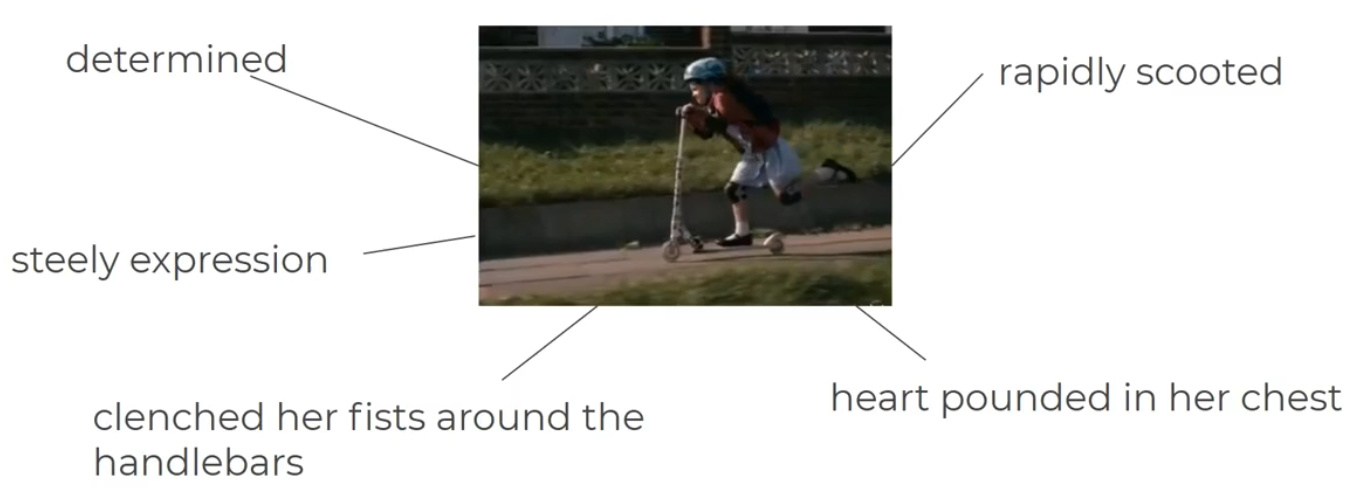 determined
rapidly scooted
steely expression
clenched her fists around the
handlebars
heart pounded in her chest